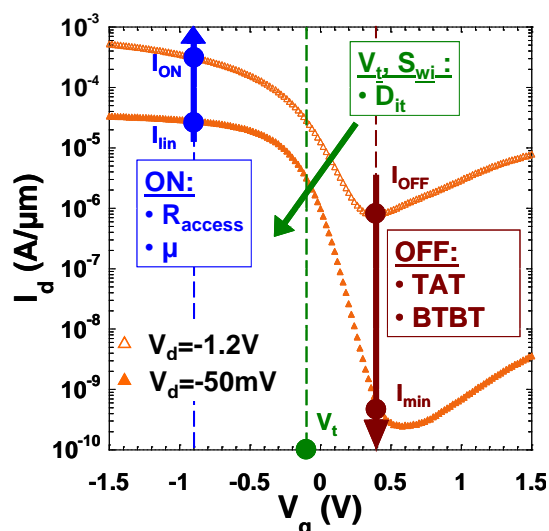 10⁻³
10⁻⁴
10⁻⁵
10⁻⁶
10⁻⁷
10⁻⁸
10⁻⁹
10⁻¹⁰
I_d (A/µm)
I_ON
I_lin
V_t, S_wi :
• D_it
ON:
• R_access
• µ
I_OFF
OFF:
• TAT
• BTBT
V_d=-1.2V
V_d=-50mV
I_min
V_t
-1.5 -1 -0.5 0 0.5 1 1.5
V_g (V)